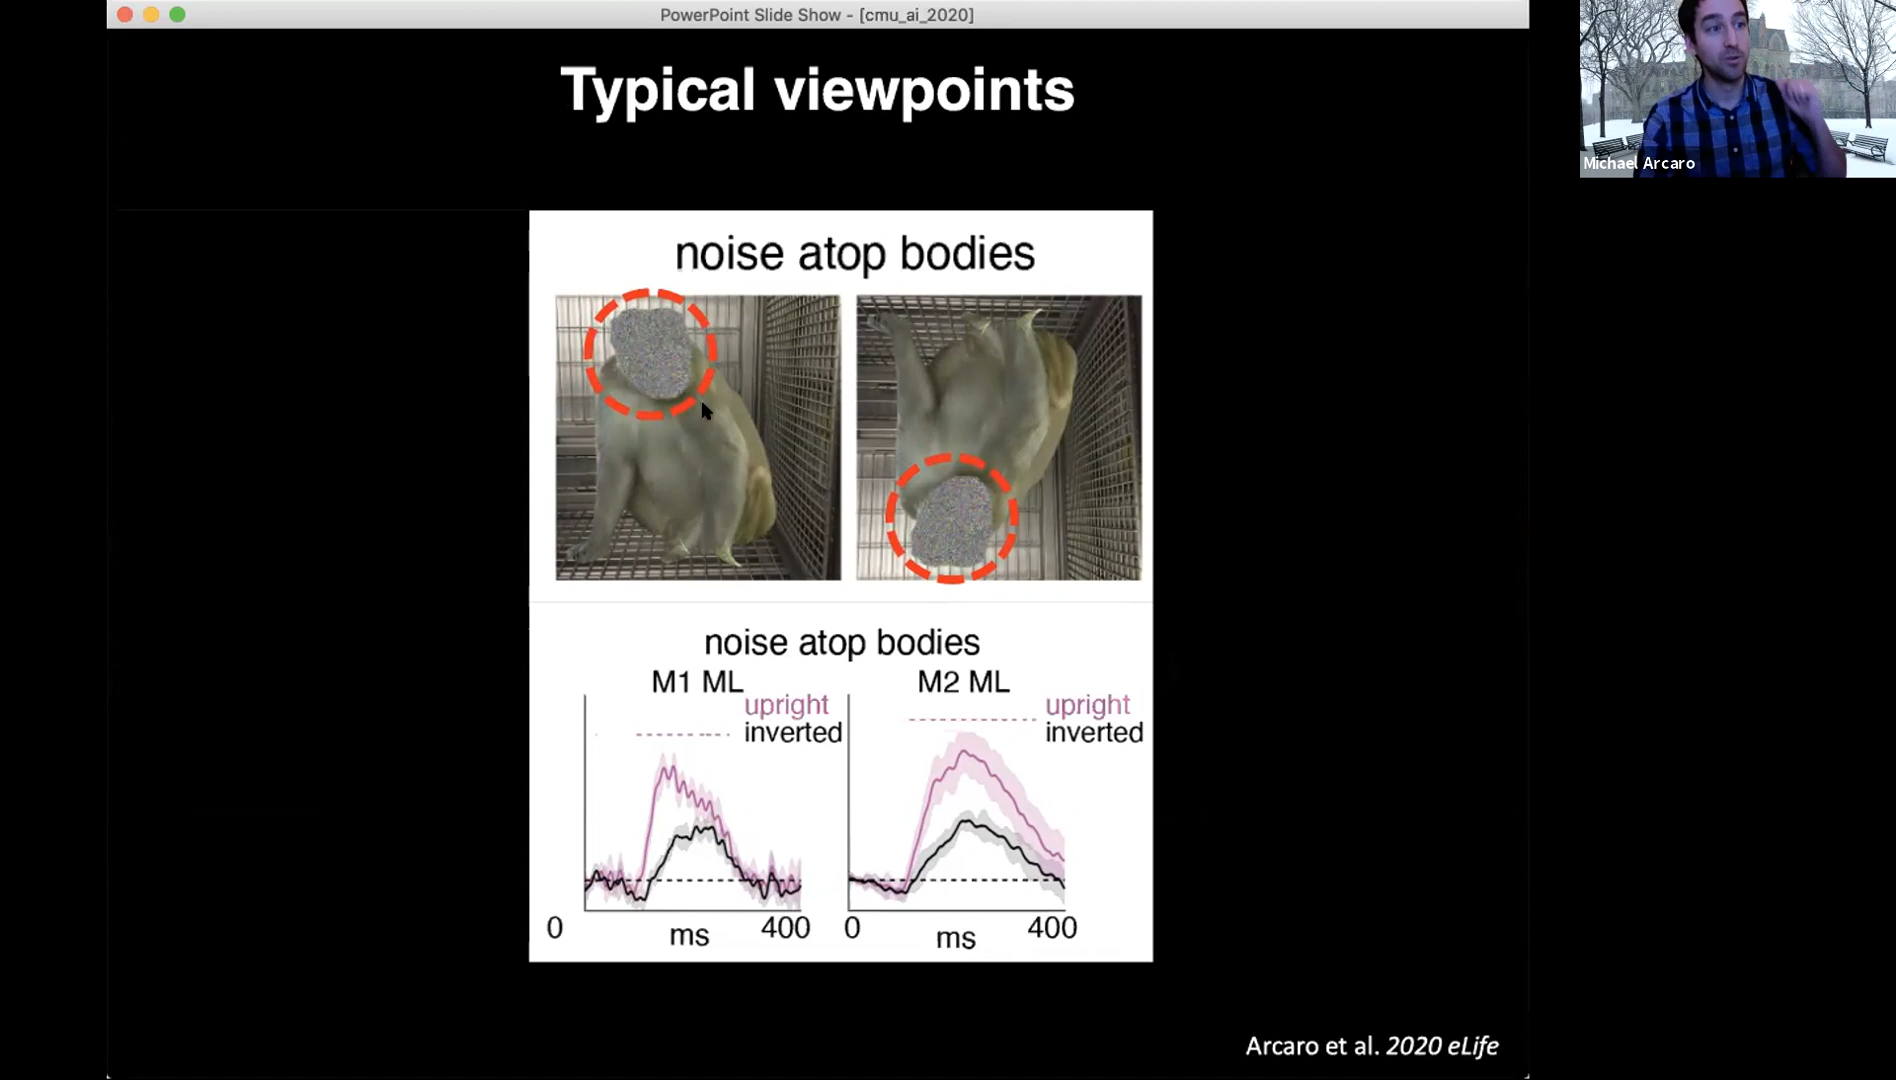 PowerPoint Slide Show - [cmu_ai_2020]
Typical viewpoints
Michael Arcaro
noise atop bodies
noise atop bodies
M1 ML
upright
inverted
0
ms
400
M2 ML
upright
inverted
0
ms
400
Arcaro et al. 2020 eLife